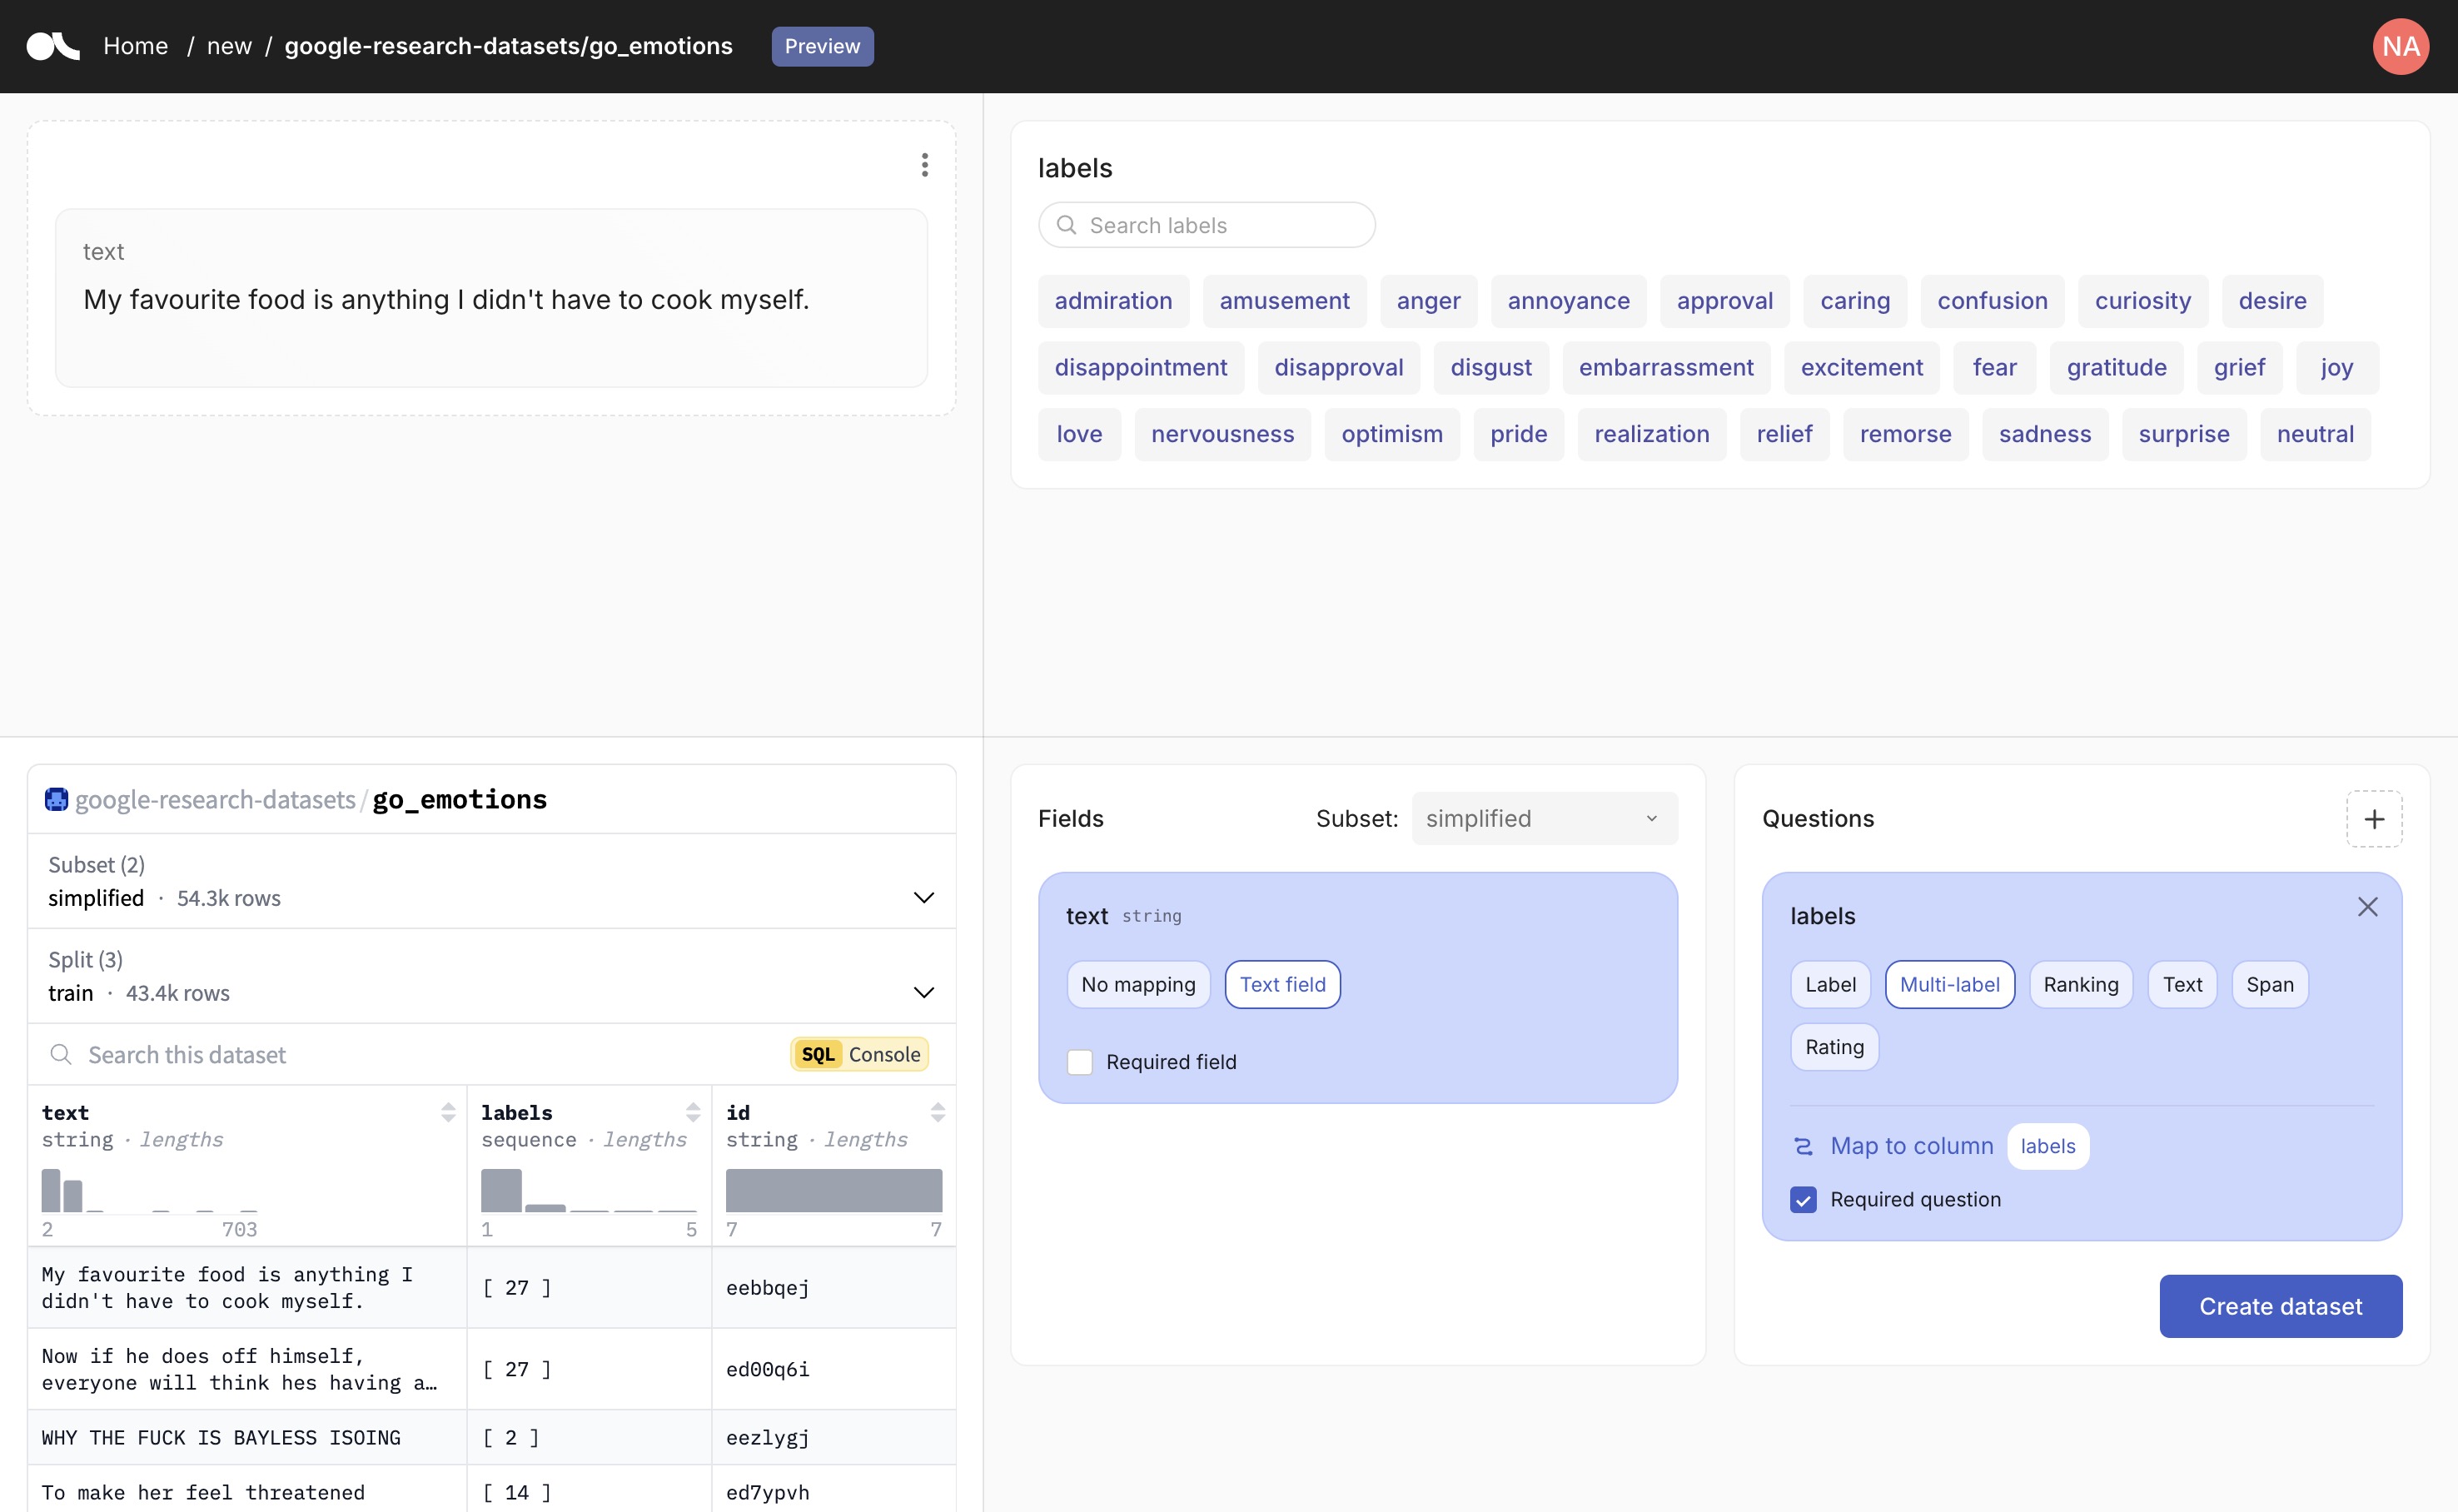 Home / new / google-research-datasets/go_emotions Preview NA
text
My favourite food is anything I didn't have to cook myself.
labels
Search labels
admiration amusement anger annoyance approval caring confusion curiosity desire
disappointment disapproval disgust embarrassment excitement fear gratitude grief joy
love nervousness optimism pride realization relief remorse sadness surprise neutral
google-research-datasets/go_emotions
Subset (2)
simplified · 54.3k rows
Split (3)
train · 43.4k rows
Search this dataset SQL Console
text labels id
string · lengths sequence · lengths string · lengths
2 703 1 5 7 7
My favourite food is anything I
didn't have to cook myself.
[ 27 ] eebbqej
Now if he does off himself,
everyone will think hes having a…
[ 27 ] ed00q6i
WHY THE FUCK IS BAYLESS ISOING [ 2 ] eezlygj
To make her feel threatened [ 14 ] ed7ypvh
Fields Subset: simplified
text string
No mapping Text field
Required field
Questions +
labels
Label Multi-label Ranking Text Span
Rating
Map to column labels
Required question
Create dataset